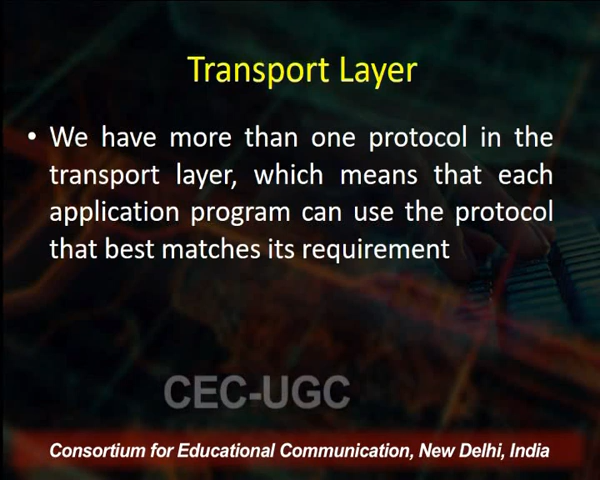 Transport Layer
• We have more than one protocol in the
transport layer, which means that each
application program can use the protocol
that best matches its requirement
CEC-UGC
Consortium for Educational Communication, New Delhi, India